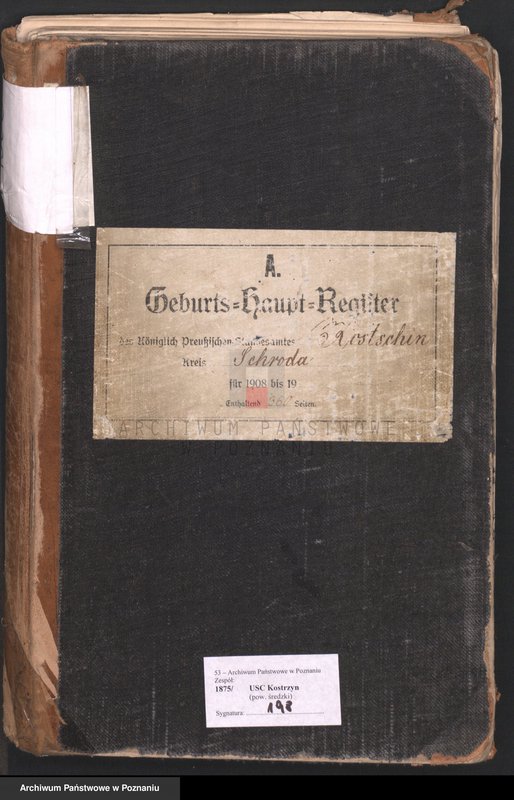 A.
Geburts=Haupt=Register
des Königlich Preußischen Standesamtes Kostschin
Kreis Schroda
für 1908 bis 19
Enthaltend 360 Seiten.
ARCHIWUM PAŃSTWOWE
W POZNANIU
53 – Archiwum Państwowe w Poznaniu
Zespół:
1875/ USC Kostrzyn
(pow. średzki)
Sygnatura: 198
Archiwum Państwowe w Poznaniu